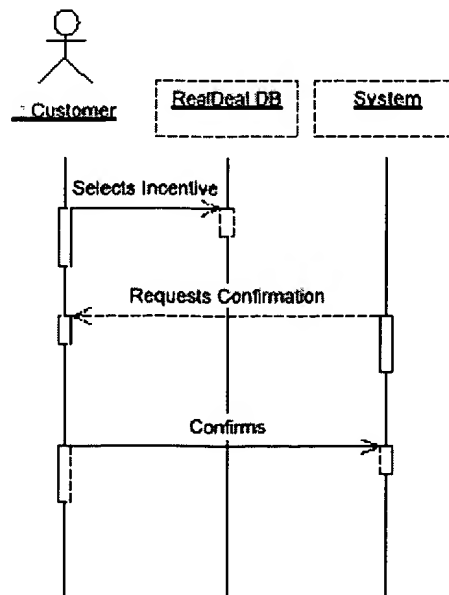 : Customer
RealDeal DB
System
Selects Incentive
Requests Confirmation
Confirms